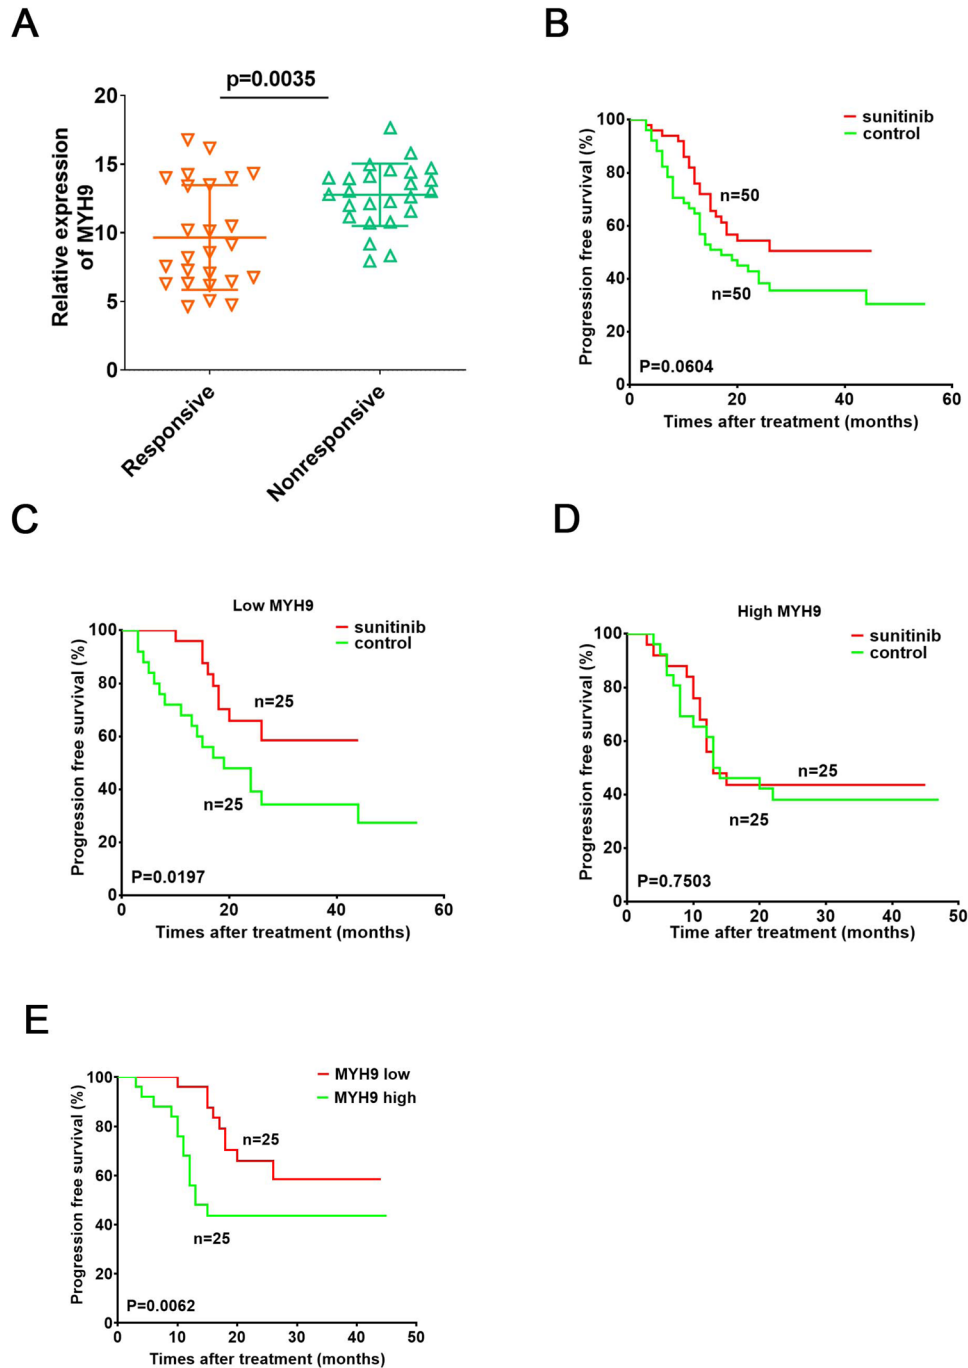 A
p=0.0035
Relative expression
of MYH9
20
15
10
5
0
Responsive
Nonresponsive
B
Progression free survival (%)
100
80
60
40
20
0
sunitinib
control
n=50
n=50
P=0.0604
0 20 40 60
Times after treatment (months)
C
Low MYH9
Progression free survival (%)
100
80
60
40
20
0
sunitinib
control
n=25
n=25
P=0.0197
0 20 40 60
Times after treatment (months)
D
High MYH9
Progression free survival (%)
100
80
60
40
20
0
sunitinib
control
n=25
n=25
P=0.7503
0 10 20 30 40 50
Time after treatment (months)
E
Progression free survival (%)
100
80
60
40
20
0
MYH9 low
MYH9 high
n=25
n=25
P=0.0062
0 10 20 30 40 50
Times after treatment (months)